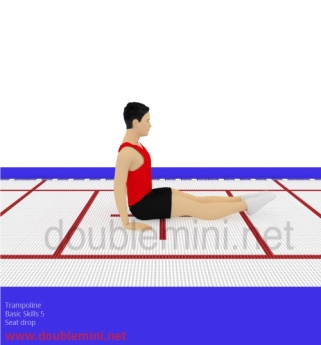 doublemini.net
Trampoline
Basic Skills 5
Seat drop
www.doublemini.net